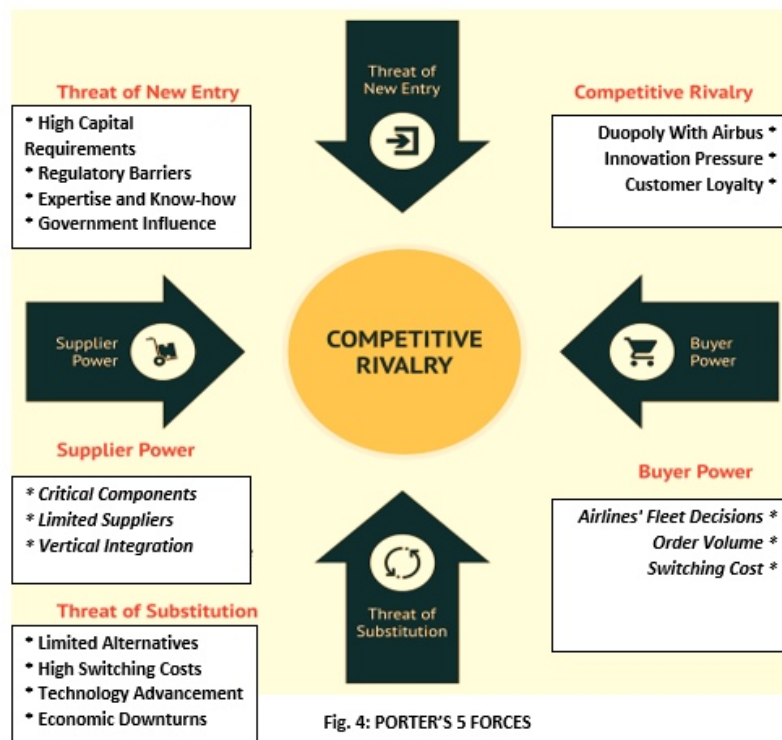 Threat of
New Entry
Threat of New Entry
* High Capital
Requirements
* Regulatory Barriers
* Expertise and Know-how
* Government Influence
Competitive Rivalry
Duopoly With Airbus *
Innovation Pressure *
Customer Loyalty *
Supplier
Power
COMPETITIVE
RIVALRY
Buyer
Power
Supplier Power
* Critical Components
* Limited Suppliers
* Vertical Integration
Buyer Power
Airlines' Fleet Decisions *
Order Volume *
Switching Cost *
Threat of Substitution
* Limited Alternatives
* High Switching Costs
* Technology Advancement
* Economic Downturns
Threat of
Substitution
Fig. 4: PORTER'S 5 FORCES